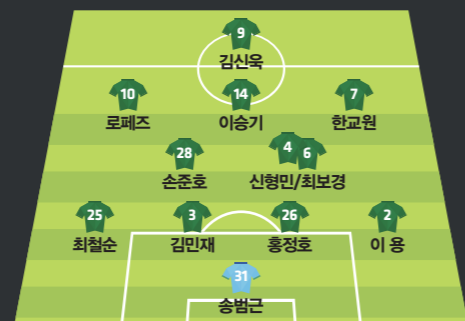 9
김신욱
10 14 7
로페즈 이승기 한교원
28 4 6
손준호 신형민/최보경
25 3 26 2
최철순 김민재 홍정호 이 용
31
송범근